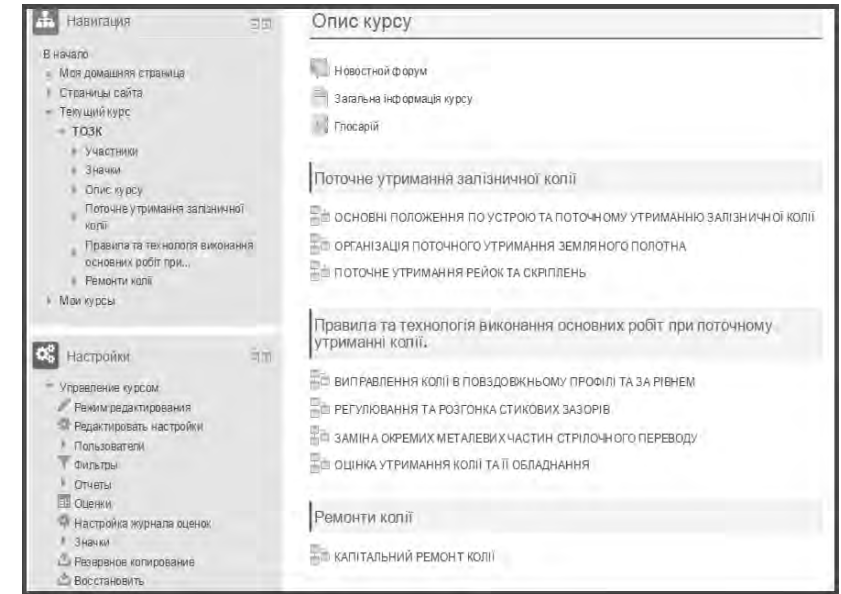 Навигация
В начало
Моя домашняя страница
Страницы сайта
Текущий курс
ТОЗК
Участники
Значки
Опис курсу
Поточне утримання залізничної
колії
Правила та технологія виконання
основних робіт при...
Ремонти колії
Мои курсы
Настройки
Управление курсом
Режим редактирования
Редактировать настройки
Пользователи
Фильтры
Отчеты
Оценки
Настройка журнала оценок
Значки
Резервное копирование
Восстановить
Опис курсу
Новостной форум
Загальна інформація курсу
Глосарій
Поточне утримання залізничної колії
ОСНОВНІ ПОЛОЖЕННЯ ПО УСТРОЮ ТА ПОТОЧНОМУ УТРИМАННЮ ЗАЛІЗНИЧНОЇ КОЛІЇ
ОРГАНІЗАЦІЯ ПОТОЧНОГО УТРИМАННЯ ЗЕМЛЯНОГО ПОЛОТНА
ПОТОЧНЕ УТРИМАННЯ РЕЙОК ТА СКРІПЛЕНЬ
Правила та технологія виконання основних робіт при поточному
утриманні колії.
ВИПРАВЛЕННЯ КОЛІЇ В ПОВЗДОВЖНЬОМУ ПРОФІЛІ ТА ЗА РІВНЕМ
РЕГУЛЮВАННЯ ТА РОЗГОНКА СТИКОВИХ ЗАЗОРІВ
ЗАМІНА ОКРЕМИХ МЕТАЛЕВИХ ЧАСТИН СТРІЛОЧНОГО ПЕРЕВОДУ
ОЦІНКА УТРИМАННЯ КОЛІЇ ТА ЇЇ ОБЛАДНАННЯ
Ремонти колії
КАПІТАЛЬНИЙ РЕМОНТ КОЛІЇ